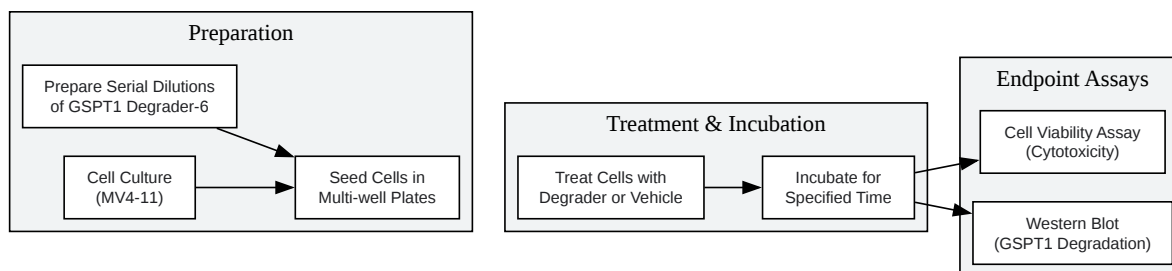 Preparation
Prepare Serial Dilutions
of GSPT1 Degrader-6
Cell Culture
(MV4-11)
Seed Cells in
Multi-well Plates
Treatment & Incubation
Treat Cells with
Degrader or Vehicle
Incubate for
Specified Time
Endpoint Assays
Cell Viability Assay
(Cytotoxicity)
Western Blot
(GSPT1 Degradation)